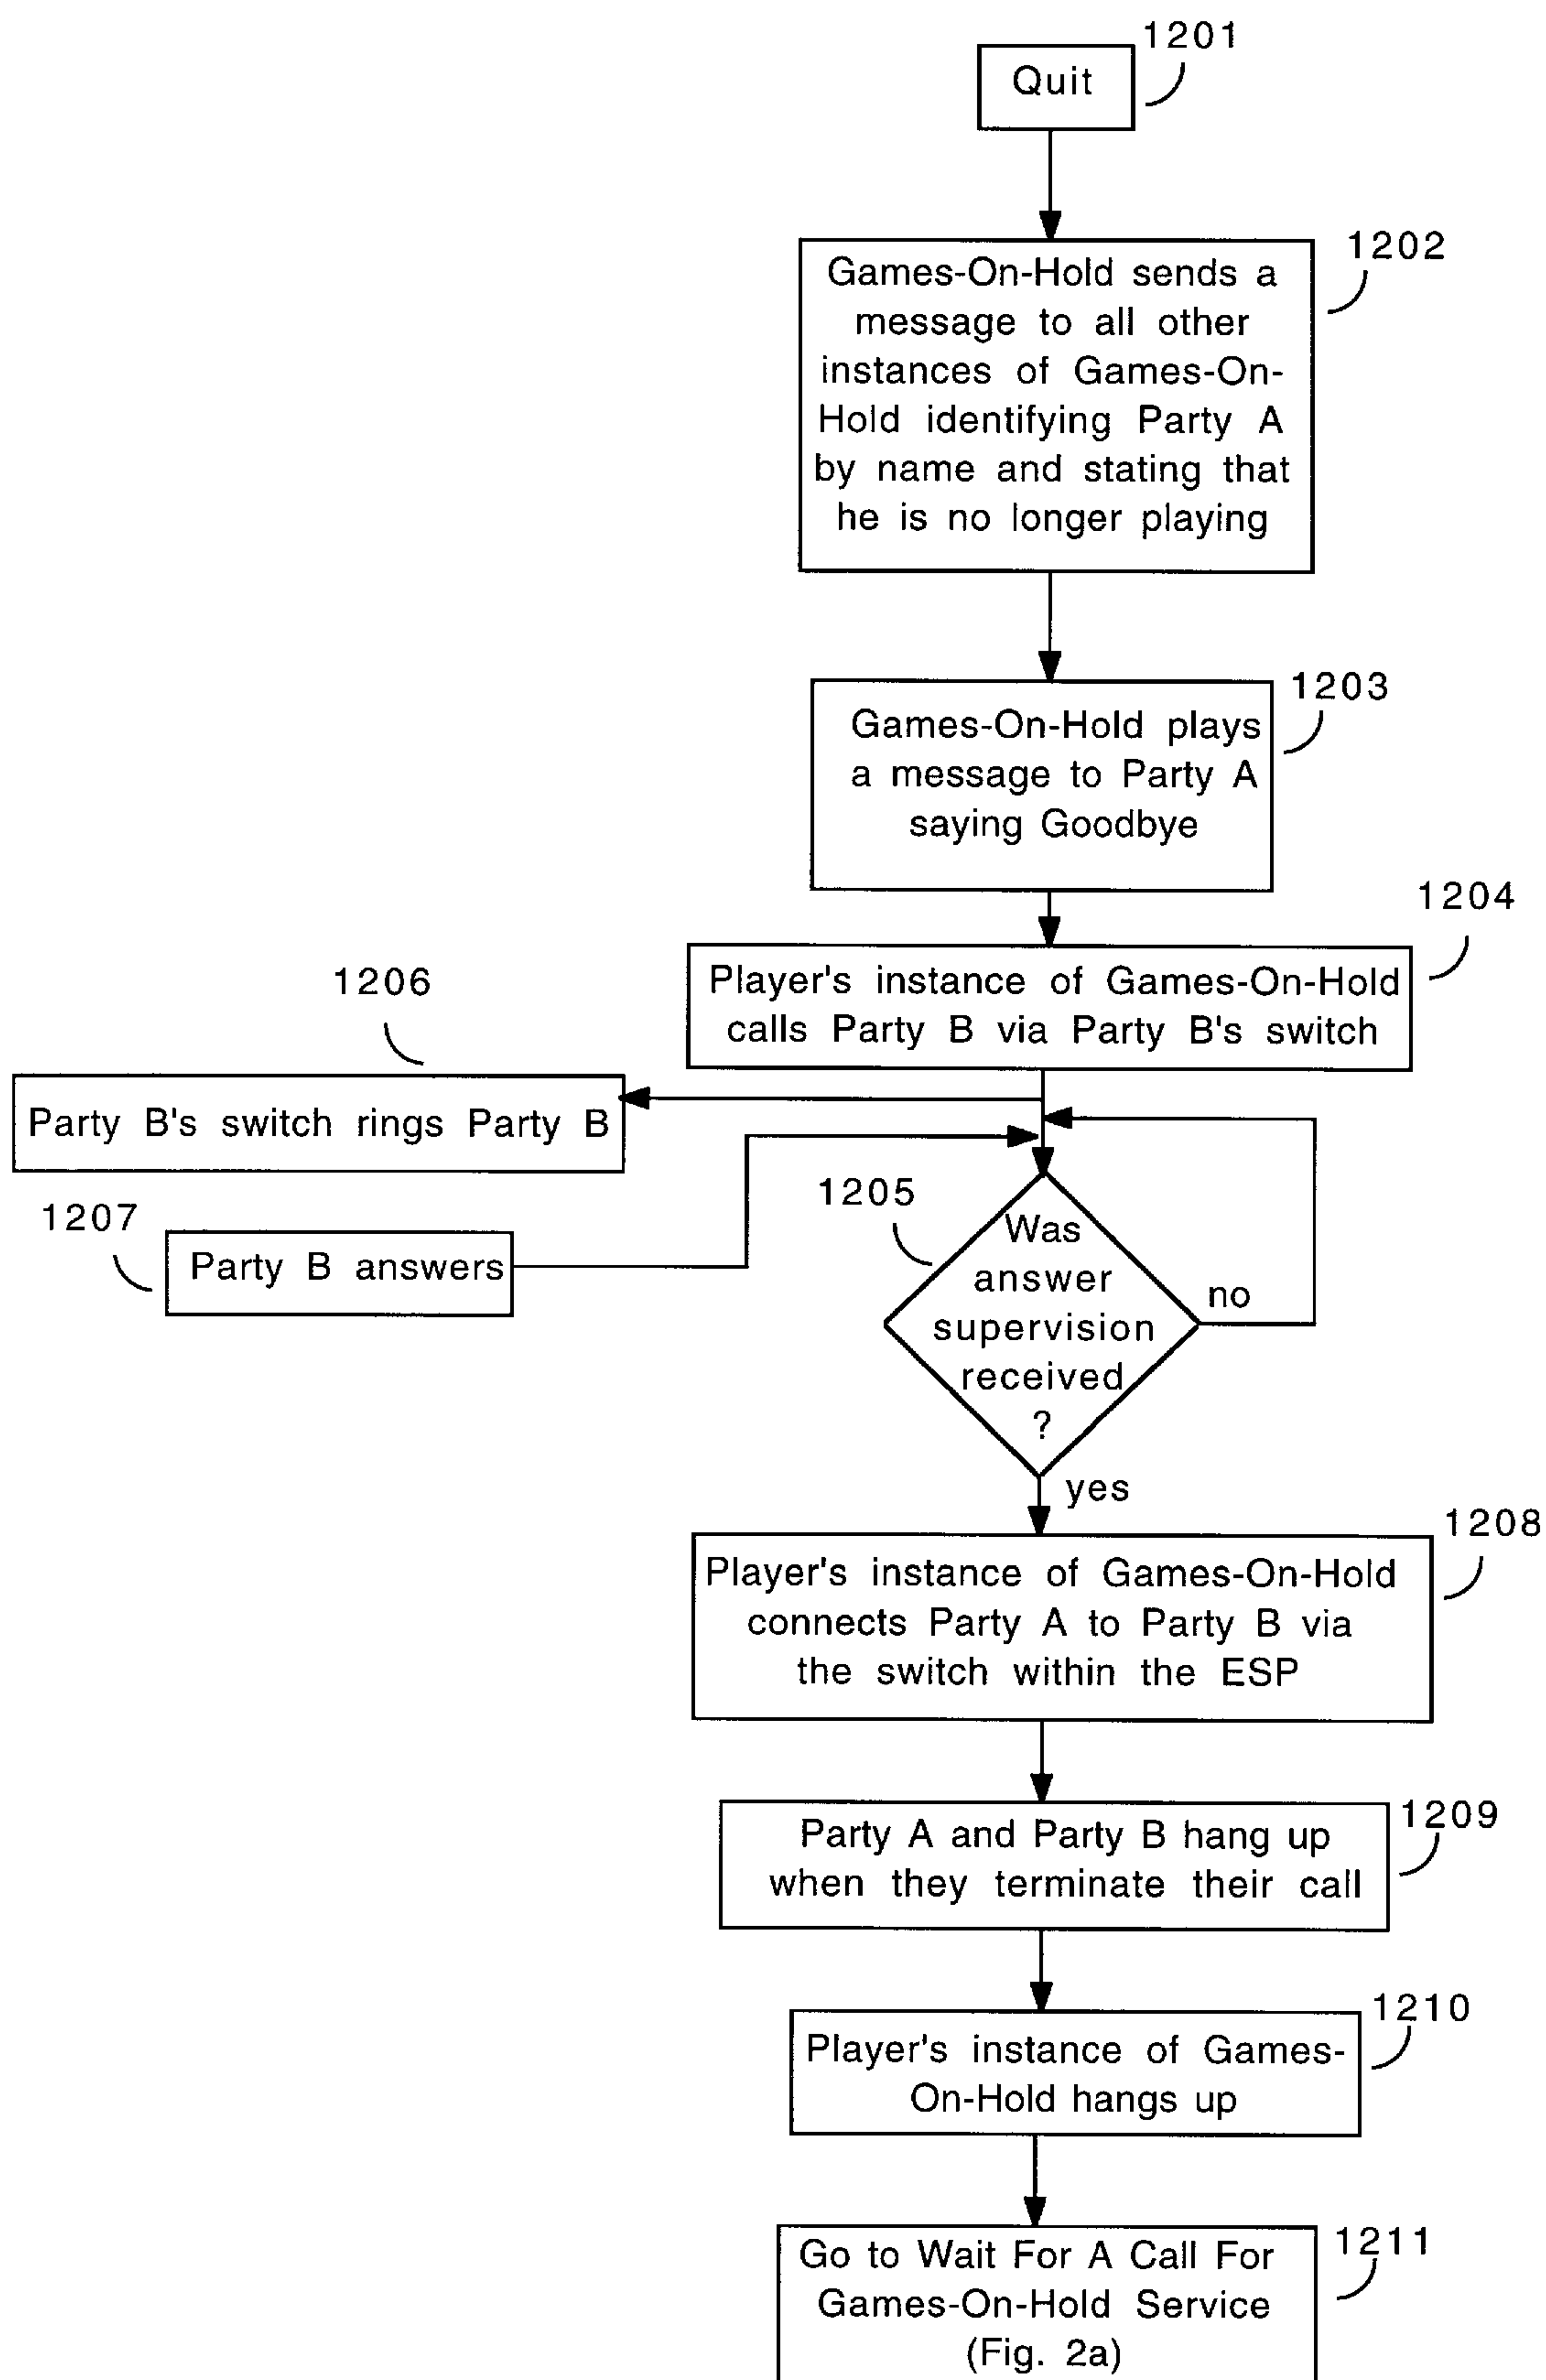 1201
Quit
1202
Games-On-Hold sends a
message to all other
instances of Games-On-
Hold identifying Party A
by name and stating that
he is no longer playing
1203
Games-On-Hold plays
a message to Party A
saying Goodbye
1204
Player's instance of Games-On-Hold
calls Party B via Party B's switch
1206
Party B's switch rings Party B
1207
Party B answers
1205
Was
answer
supervision
received
?
no
yes
1208
Player's instance of Games-On-Hold
connects Party A to Party B via
the switch within the ESP
1209
Party A and Party B hang up
when they terminate their call
1210
Player's instance of Games-
On-Hold hangs up
1211
Go to Wait For A Call For
Games-On-Hold Service
(Fig. 2a)